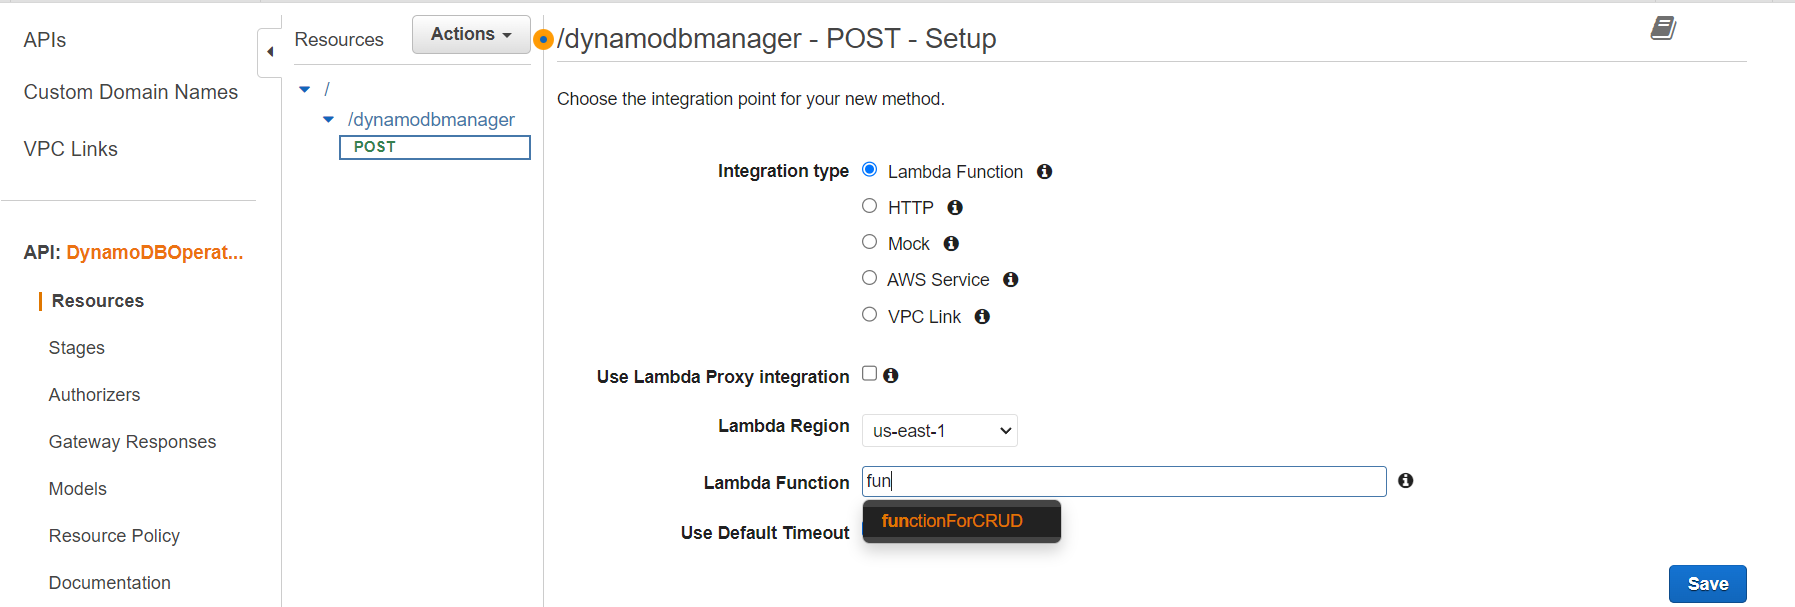 APIs
Custom Domain Names
VPC Links
API: DynamoDBOperat...
Resources
Stages
Authorizers
Gateway Responses
Models
Resource Policy
Documentation
Resources
Actions
/
/dynamodbmanager
POST
/dynamodbmanager - POST - Setup
Choose the integration point for your new method.
Integration type
Lambda Function
HTTP
Mock
AWS Service
VPC Link
Use Lambda Proxy integration
Lambda Region us-east-1
Lambda Function fun
functionForCRUD
Use Default Timeout
Save